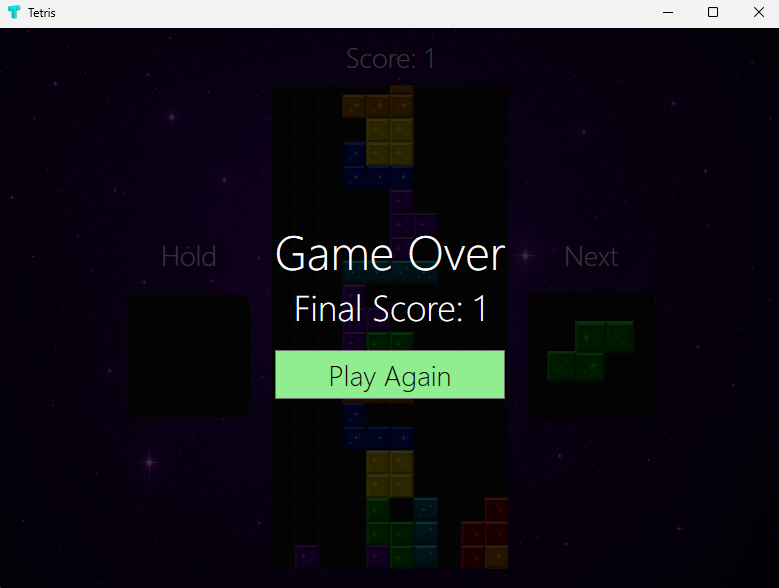 Tetris
Score: 1
Hold
Next
Game Over
Final Score: 1
Play Again